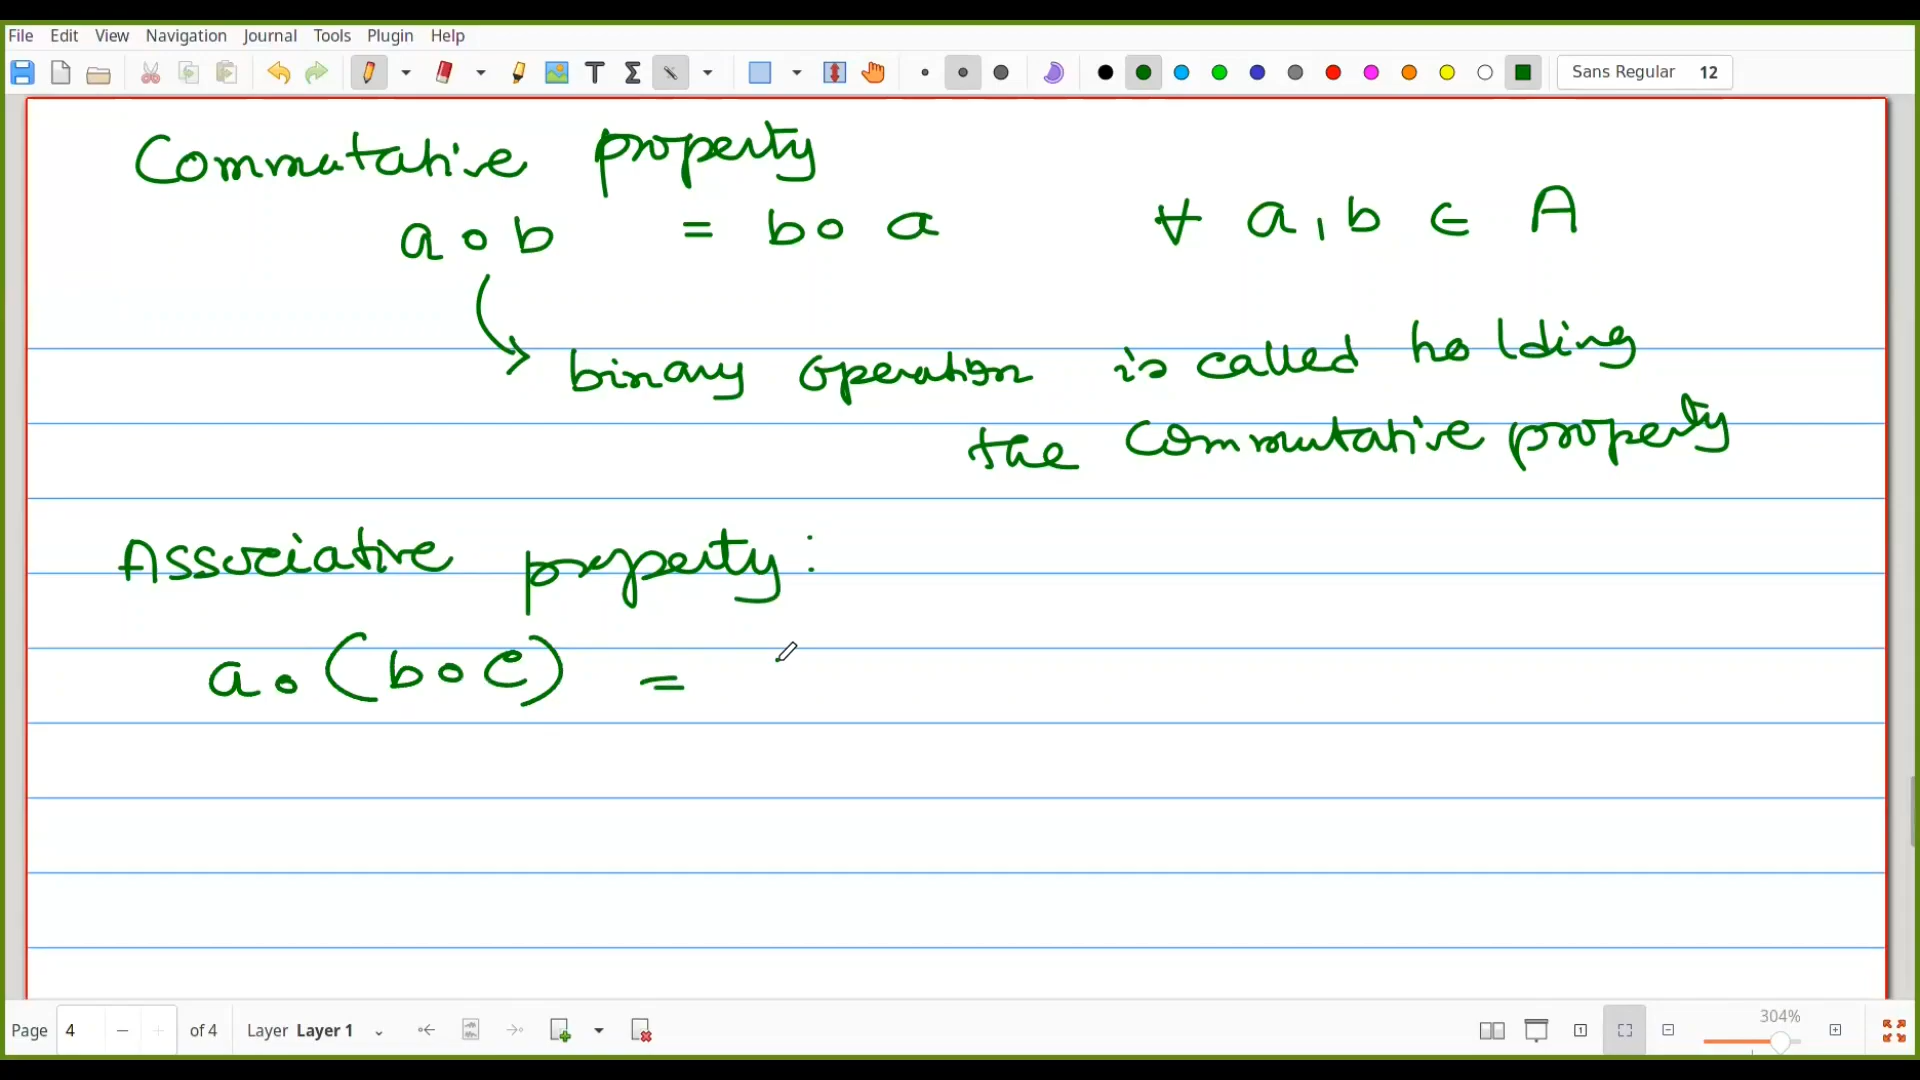 File Edit View Navigation Journal Tools Plugin Help
Sans Regular 12
Commutative property
a ∘ b = b ∘ a ∀ a, b ∈ A
binary operation is called holding
the commutative property
Associative property:
a ∘ (b ∘ c) =
Page 4 of 4 Layer Layer 1 304%